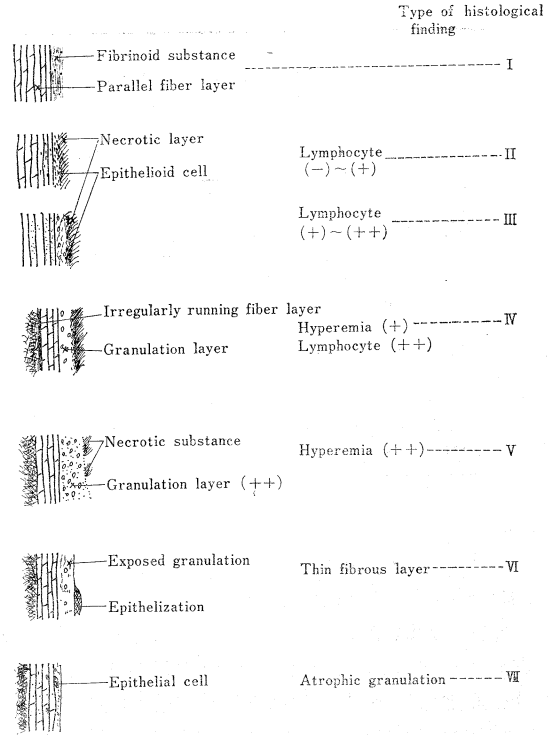 Type of histological
finding
Fibrinoid substance
I
Parallel fiber layer
Necrotic layer
Lymphocyte
II
(−)~(+)
Epithelioid cell
Lymphocyte
III
(+)~(++)
Irregularly running fiber layer
Hyperemia (+)
IV
Granulation layer
Lymphocyte (++)
Necrotic substance
Hyperemia (++)
V
Granulation layer (++)
Exposed granulation
Thin fibrous layer
VI
Epithelization
Epithelial cell
Atrophic granulation
VII